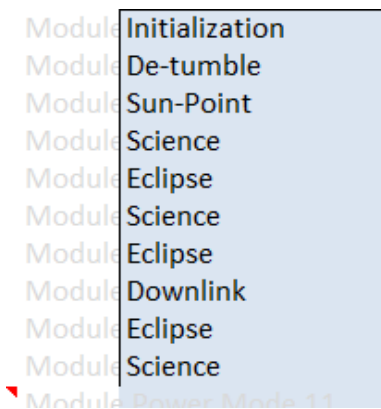 Module Initialization
Module De-tumble
Module Sun-Point
Module Science
Module Eclipse
Module Science
Module Eclipse
Module Downlink
Module Eclipse
Module Science
Module Power Mode 11